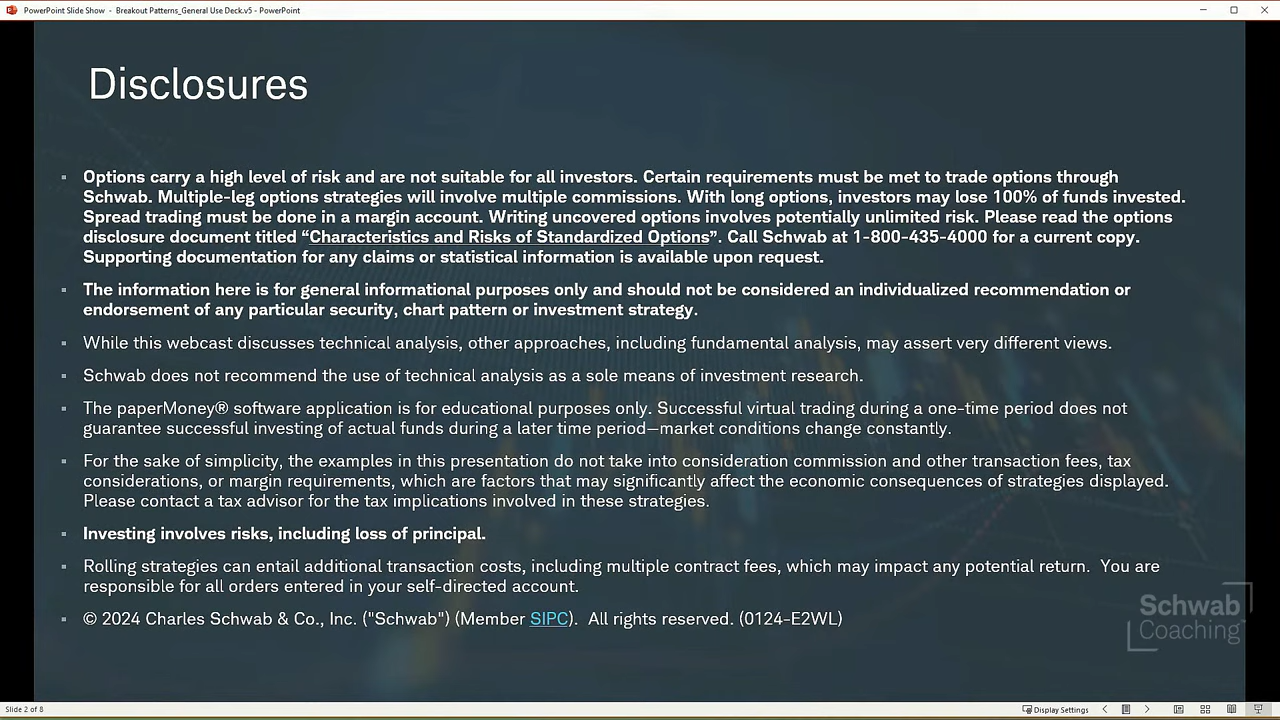 PowerPoint Slide Show - Breakout Patterns_General Use Deck.v5 - PowerPoint
Disclosures
▪ Options carry a high level of risk and are not suitable for all investors. Certain requirements must be met to trade options through
Schwab. Multiple-leg options strategies will involve multiple commissions. With long options, investors may lose 100% of funds invested.
Spread trading must be done in a margin account. Writing uncovered options involves potentially unlimited risk. Please read the options
disclosure document titled “Characteristics and Risks of Standardized Options”. Call Schwab at 1-800-435-4000 for a current copy.
Supporting documentation for any claims or statistical information is available upon request.
▪ The information here is for general informational purposes only and should not be considered an individualized recommendation or
endorsement of any particular security, chart pattern or investment strategy.
▪ While this webcast discusses technical analysis, other approaches, including fundamental analysis, may assert very different views.
▪ Schwab does not recommend the use of technical analysis as a sole means of investment research.
▪ The paperMoney® software application is for educational purposes only. Successful virtual trading during a one-time period does not
guarantee successful investing of actual funds during a later time period—market conditions change constantly.
▪ For the sake of simplicity, the examples in this presentation do not take into consideration commission and other transaction fees, tax
considerations, or margin requirements, which are factors that may significantly affect the economic consequences of strategies displayed.
Please contact a tax advisor for the tax implications involved in these strategies.
▪ Investing involves risks, including loss of principal.
▪ Rolling strategies can entail additional transaction costs, including multiple contract fees, which may impact any potential return.  You are
responsible for all orders entered in your self-directed account.
▪ © 2024 Charles Schwab & Co., Inc. ("Schwab") (Member SIPC).  All rights reserved. (0124-E2WL)
Schwab
Coaching
Slide 2 of 8
Display Settings